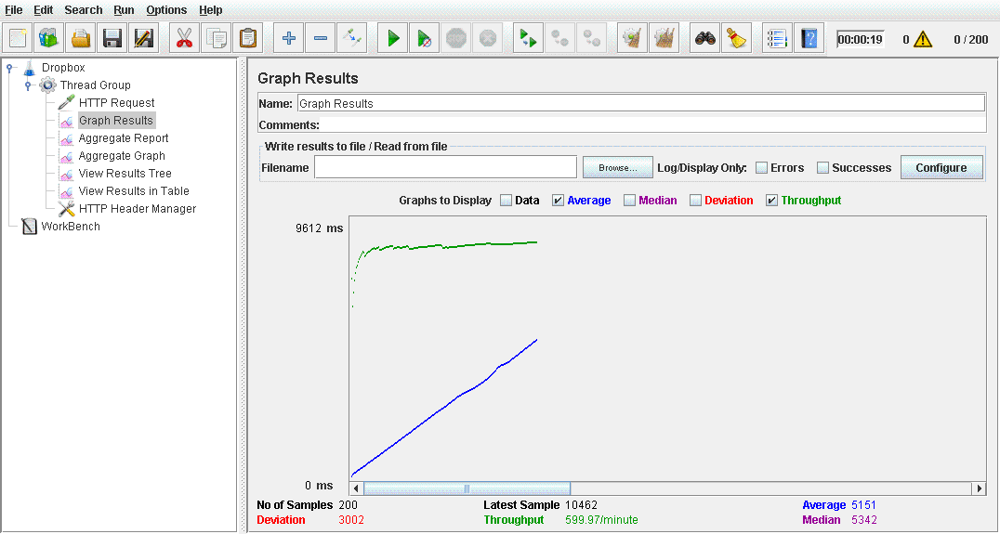 File Edit Search Run Options Help
00:00:19 0 0 / 200
Dropbox
Thread Group
HTTP Request
Graph Results
Aggregate Report
Aggregate Graph
View Results Tree
View Results in Table
HTTP Header Manager
WorkBench
Graph Results
Name: Graph Results
Comments:
Write results to file / Read from file
Filename Browse... Log/Display Only: Errors Successes Configure
Graphs to Display Data Average Median Deviation Throughput
9612 ms
0 ms
No of Samples 200 Latest Sample 10462 Average 5151
Deviation 3002 Throughput 599.97/minute Median 5342